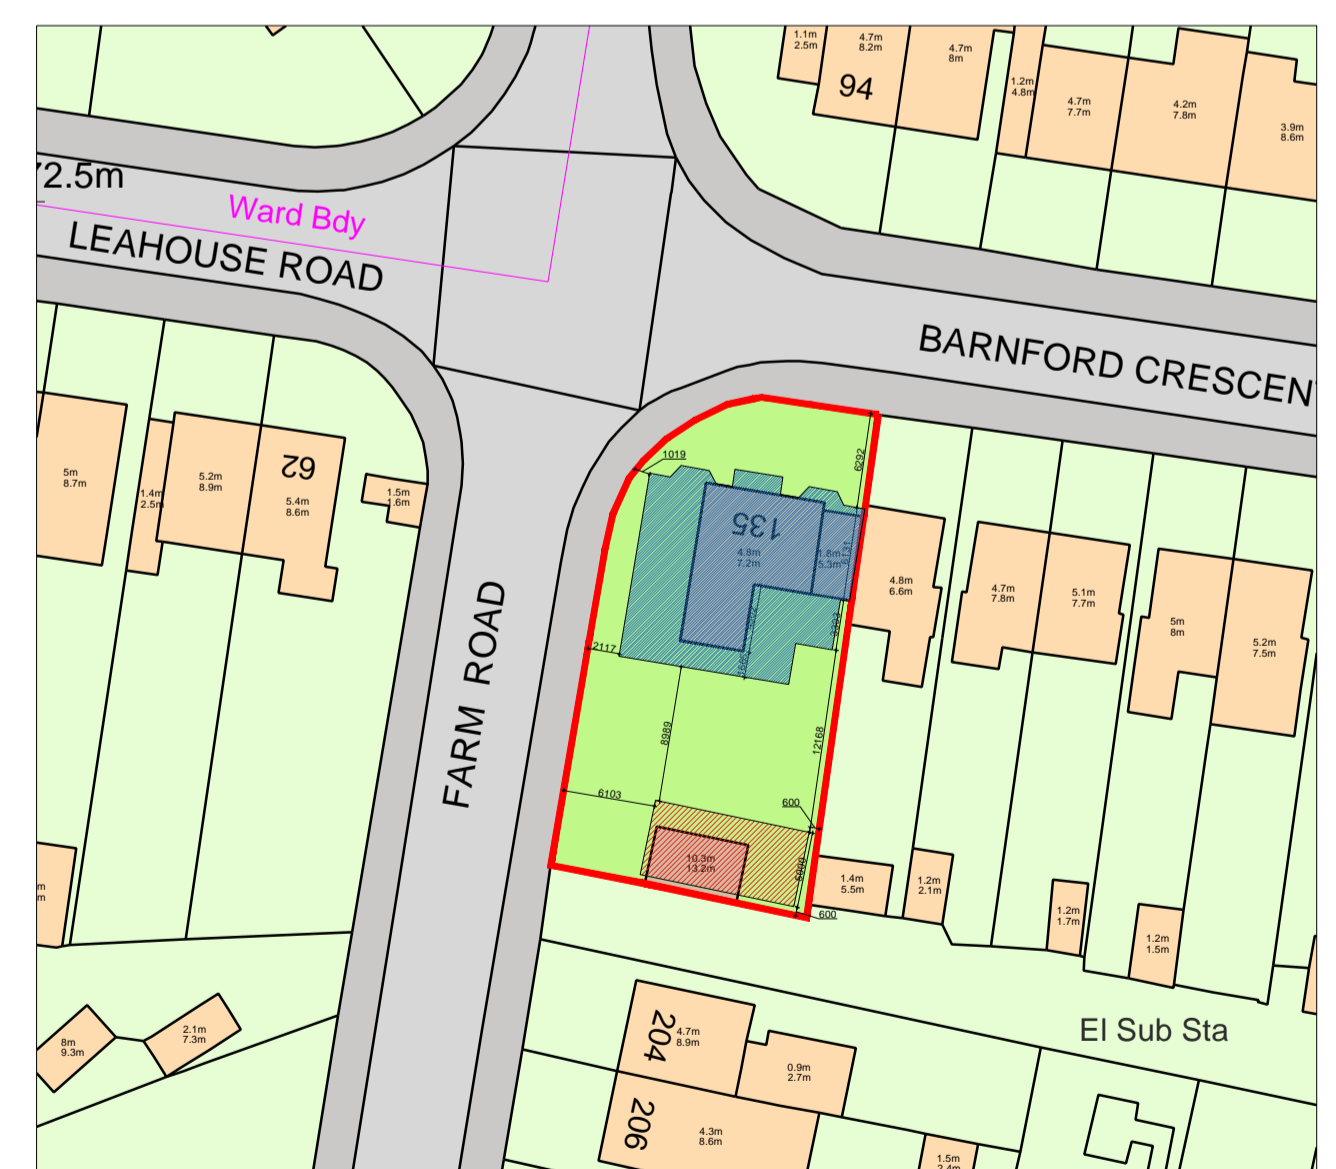 1.1m
2.5m
4.7m
8.2m
94
4.7m
8m
1.2m
4.8m
4.7m
7.7m
4.2m
7.8m
3.9m
8.6m
72.5m
Ward Bdy
LEAHOUSE ROAD
BARNFORD CRESCENT
5m
8.7m
1.4m
2.5m
5.2m
8.9m
62
5.4m
8.6m
1.5m
1.6m
FARM ROAD
1019
6292
135
4.8m
7.2m
1.8m
5.3m
6131
2117
8989
12168
6103
600
10.3m
13.2m
600
4.8m
6.6m
4.7m
7.8m
5.1m
7.7m
5m
8m
5.2m
7.5m
1.4m
5.5m
1.2m
2.1m
1.2m
1.7m
1.2m
1.5m
m
m
8m
9.3m
2.1m
7.3m
El Sub Sta
204
4.7m
8.9m
0.9m
2.7m
206
4.3m
8.6m
1.5m